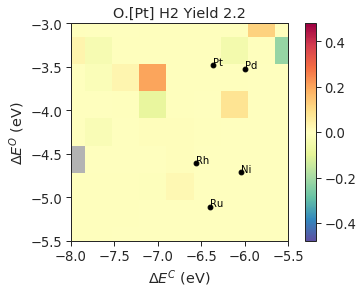 O.[Pt] H2 Yield 2.2
−3.0
−3.5
−4.0
−4.5
−5.0
−5.5
ΔE^O (eV)
Pt
Pd
Rh
Ni
Ru
−8.0 −7.5 −7.0 −6.5 −6.0 −5.5
ΔE^C (eV)
0.4
0.2
0.0
−0.2
−0.4